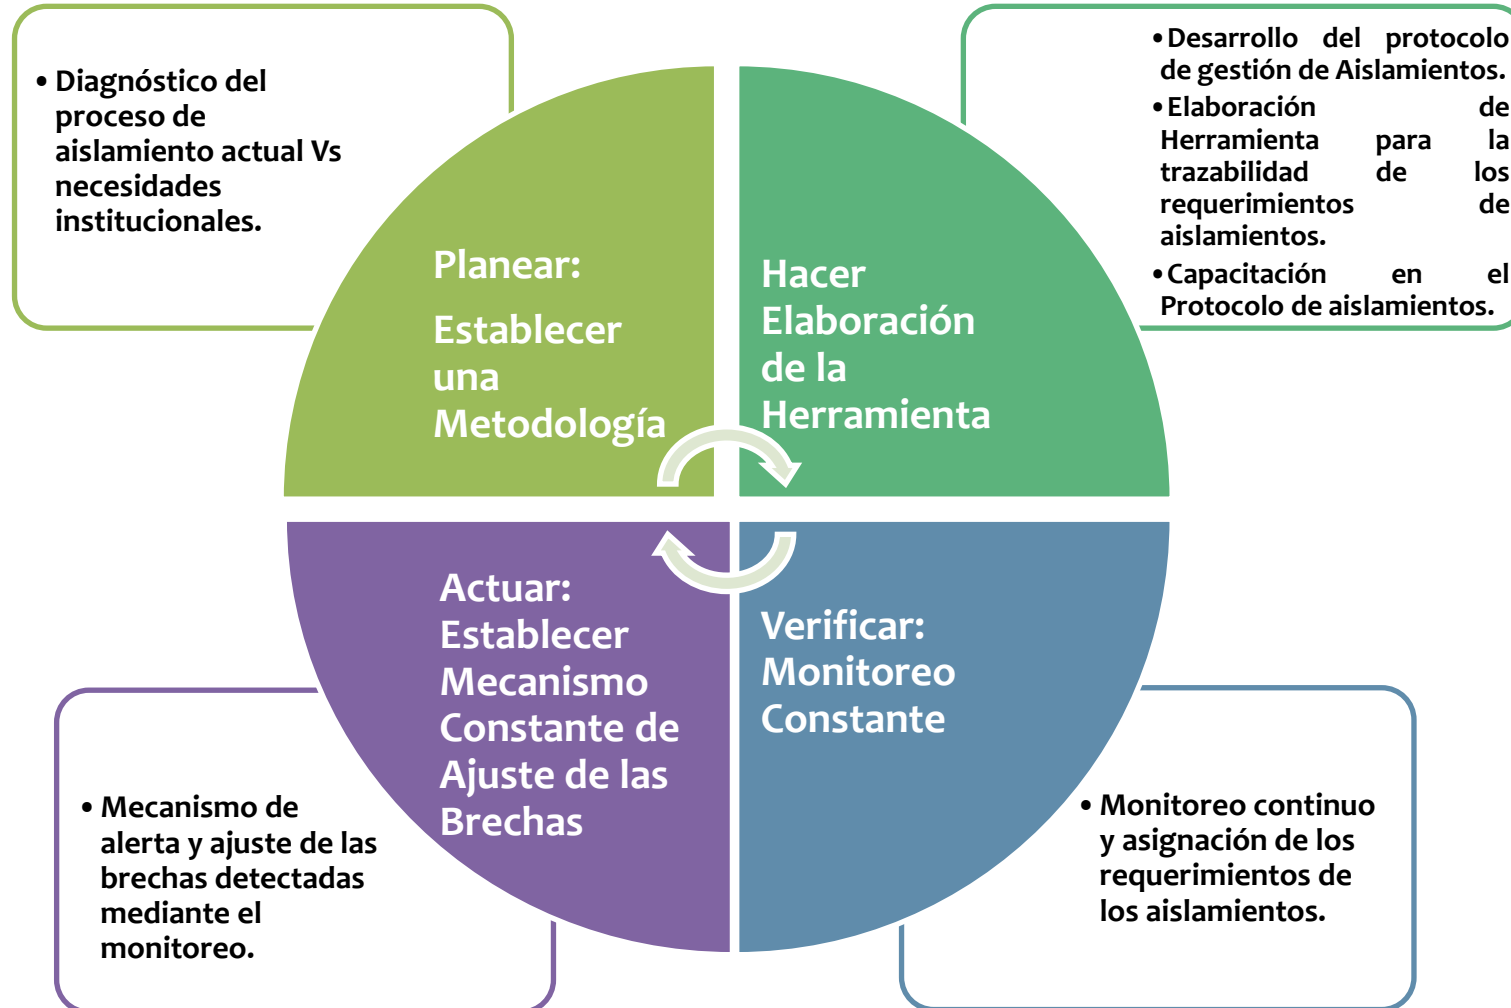 • Diagnóstico del
proceso de
aislamiento actual Vs
necesidades
institucionales.
Planear:
Establecer
una
Metodología
• Desarrollo del protocolo
de gestión de Aislamientos.
• Elaboración de
Herramienta para la
trazabilidad de los
requerimientos de
aislamientos.
• Capacitación en el
Protocolo de aislamientos.
Hacer
Elaboración
de la
Herramienta
Actuar:
Establecer
Mecanismo
Constante de
Ajuste de las
Brechas
• Mecanismo de
alerta y ajuste de las
brechas detectadas
mediante el
monitoreo.
Verificar:
Monitoreo
Constante
• Monitoreo continuo
y asignación de los
requerimientos de
los aislamientos.